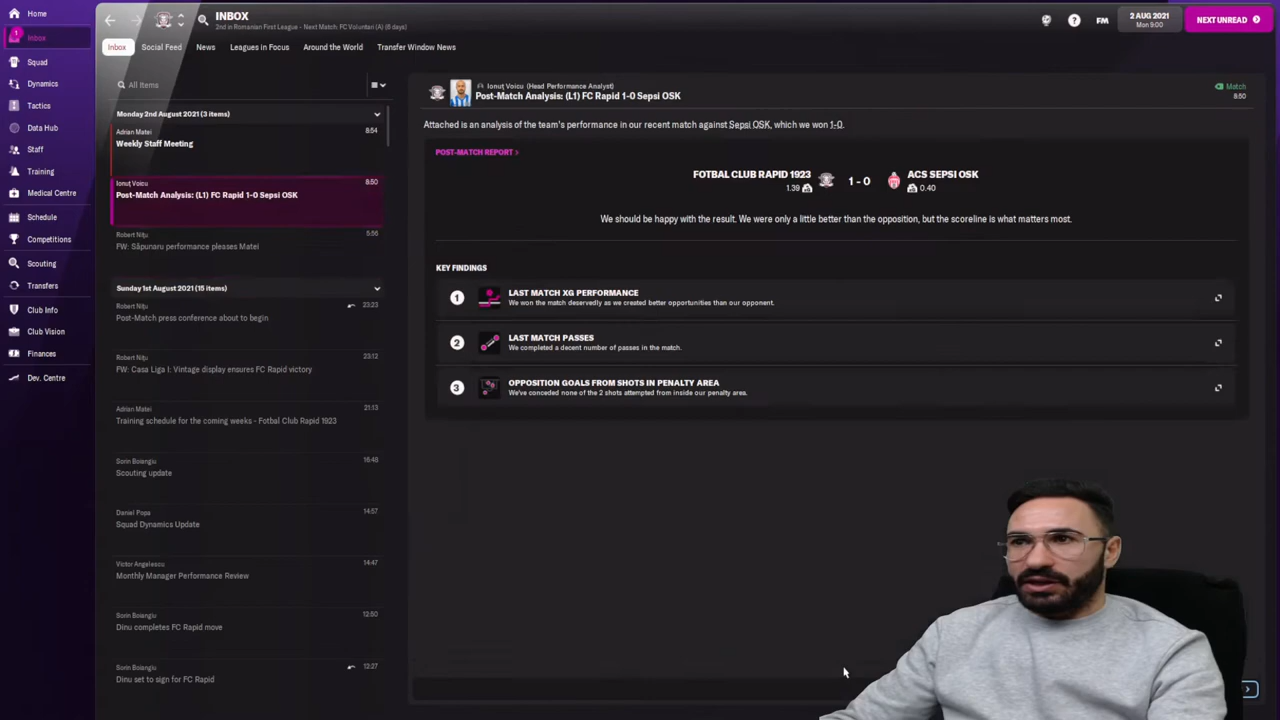 Home
1
Inbox
Squad
Dynamics
Tactics
Data Hub
Staff
Training
Medical Centre
Schedule
Competitions
Scouting
Transfers
Club Info
Club Vision
Finances
Dev. Centre
INBOX
2nd in Romanian First League - Next Match: FC Voluntari (A) (6 days)
?
FM
2 AUG 2021
Mon 9:00
NEXT UNREAD
Inbox
Social Feed
News
Leagues in Focus
Around the World
Transfer Window News
All Items
Monday 2nd August 2021 (3 items)
Adrian Matei
8:54
Weekly Staff Meeting
Ionuț Voicu
8:50
Post-Match Analysis: (L1) FC Rapid 1-0 Sepsi OSK
Robert Nițu
5:56
FW: Săpunaru performance pleases Matei
Sunday 1st August 2021 (15 items)
Robert Nițu
23:23
Post-Match press conference about to begin
Robert Nițu
23:12
FW: Casa Liga I: Vintage display ensures FC Rapid victory
Adrian Matei
21:13
Training schedule for the coming weeks - Fotbal Club Rapid 1923
Sorin Boiangiu
16:48
Scouting update
Daniel Popa
14:57
Squad Dynamics Update
Victor Angelescu
14:47
Monthly Manager Performance Review
Sorin Boiangiu
12:50
Dinu completes FC Rapid move
Sorin Boiangiu
12:27
Dinu set to sign for FC Rapid
Ionuț Voicu (Head Performance Analyst)
Post-Match Analysis: (L1) FC Rapid 1-0 Sepsi OSK
Match
8:50
Attached is an analysis of the team's performance in our recent match against Sepsi OSK, which we won 1-0.
POST-MATCH REPORT >
FOTBAL CLUB RAPID 1923
1.39
1 - 0
ACS SEPSI OSK
0.40
We should be happy with the result. We were only a little better than the opposition, but the scoreline is what matters most.
KEY FINDINGS
1
LAST MATCH XG PERFORMANCE
We won the match deservedly as we created better opportunities than our opponent.
2
LAST MATCH PASSES
We completed a decent number of passes in the match.
3
OPPOSITION GOALS FROM SHOTS IN PENALTY AREA
We've conceded none of the 2 shots attempted from inside our penalty area.